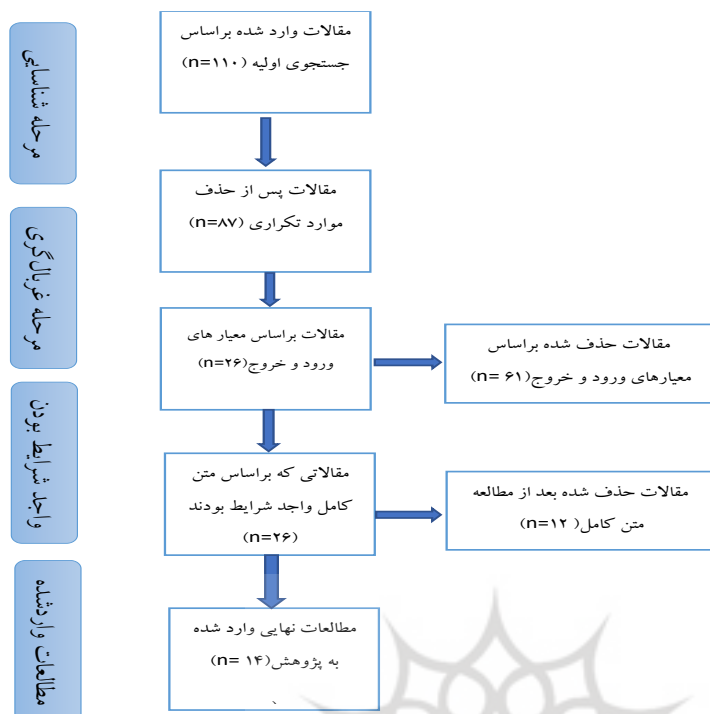 مرحله شناسایی
مقالات وارد شده براساس
جستجوی اولیه (n=۱۱۰)
مقالات پس از حذف
موارد تکراری (n=۸۷)
مرحله غربال‌گری
مقالات براساس معیار های
ورود و خروج(n=۲۶)
مقالات حذف شده براساس
معیارهای ورود و خروج(n= ۶۱)
واجد شرایط بودن
مقالاتی که براساس متن
کامل واجد شرایط بودند
(n=۲۶)
مقالات حذف شده بعد از مطالعه
متن کامل( n=۱۲)
مطالعات واردشده
مطالعات نهایی وارد شده
به پژوهش(n= ۱۴)